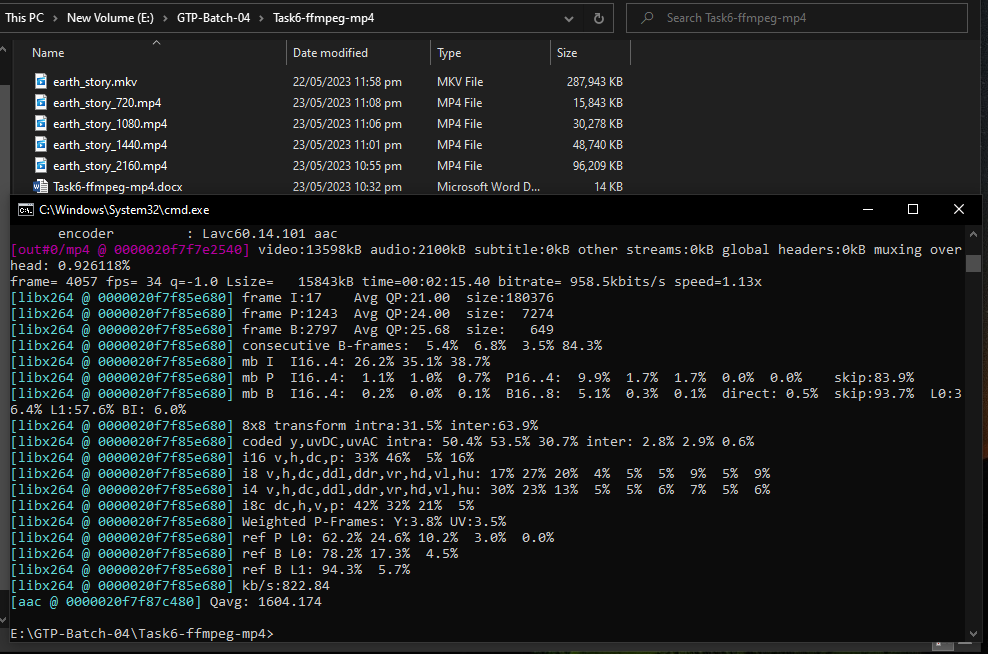 This PC > New Volume (E:) > GTP-Batch-04 > Task6-ffmpeg-mp4
Search Task6-ffmpeg-mp4
Name Date modified Type Size
earth_story.mkv 22/05/2023 11:58 pm MKV File 287,943 KB
earth_story_720.mp4 23/05/2023 11:08 pm MP4 File 15,843 KB
earth_story_1080.mp4 23/05/2023 11:06 pm MP4 File 30,278 KB
earth_story_1440.mp4 23/05/2023 11:01 pm MP4 File 48,740 KB
earth_story_2160.mp4 23/05/2023 10:55 pm MP4 File 96,209 KB
Task6-ffmpeg-mp4.docx 23/05/2023 10:32 pm Microsoft Word D... 14 KB
C:\Windows\System32\cmd.exe
encoder : Lavc60.14.101 aac
[out#0/mp4 @ 0000020f7f7e2540] video:13598kB audio:2100kB subtitle:0kB other streams:0kB global headers:0kB muxing over
head: 0.926118%
frame= 4057 fps= 34 q=-1.0 Lsize= 15843kB time=00:02:15.40 bitrate= 958.5kbits/s speed=1.13x
[libx264 @ 0000020f7f85e680] frame I:17 Avg QP:21.00 size:180376
[libx264 @ 0000020f7f85e680] frame P:1243 Avg QP:24.00 size: 7274
[libx264 @ 0000020f7f85e680] frame B:2797 Avg QP:25.68 size: 649
[libx264 @ 0000020f7f85e680] consecutive B-frames: 5.4% 6.8% 3.5% 84.3%
[libx264 @ 0000020f7f85e680] mb I I16..4: 26.2% 35.1% 38.7%
[libx264 @ 0000020f7f85e680] mb P I16..4: 1.1% 1.0% 0.7% P16..4: 9.9% 1.7% 1.7% 0.0% 0.0% skip:83.9%
[libx264 @ 0000020f7f85e680] mb B I16..4: 0.2% 0.0% 0.1% B16..8: 5.1% 0.3% 0.1% direct: 0.5% skip:93.7% L0:3
6.4% L1:57.6% BI: 6.0%
[libx264 @ 0000020f7f85e680] 8x8 transform intra:31.5% inter:63.9%
[libx264 @ 0000020f7f85e680] coded y,uvDC,uvAC intra: 50.4% 53.5% 30.7% inter: 2.8% 2.9% 0.6%
[libx264 @ 0000020f7f85e680] i16 v,h,dc,p: 33% 46% 5% 16%
[libx264 @ 0000020f7f85e680] i8 v,h,dc,ddl,ddr,vr,hd,vl,hu: 17% 27% 20% 4% 5% 5% 9% 5% 9%
[libx264 @ 0000020f7f85e680] i4 v,h,dc,ddl,ddr,vr,hd,vl,hu: 30% 23% 13% 5% 5% 6% 7% 5% 6%
[libx264 @ 0000020f7f85e680] i8c dc,h,v,p: 42% 32% 21% 5%
[libx264 @ 0000020f7f85e680] Weighted P-Frames: Y:3.8% UV:3.5%
[libx264 @ 0000020f7f85e680] ref P L0: 62.2% 24.6% 10.2% 3.0% 0.0%
[libx264 @ 0000020f7f85e680] ref B L0: 78.2% 17.3% 4.5%
[libx264 @ 0000020f7f85e680] ref B L1: 94.3% 5.7%
[libx264 @ 0000020f7f85e680] kb/s:822.84
[aac @ 0000020f7f87c480] Qavg: 1604.174
E:\GTP-Batch-04\Task6-ffmpeg-mp4>